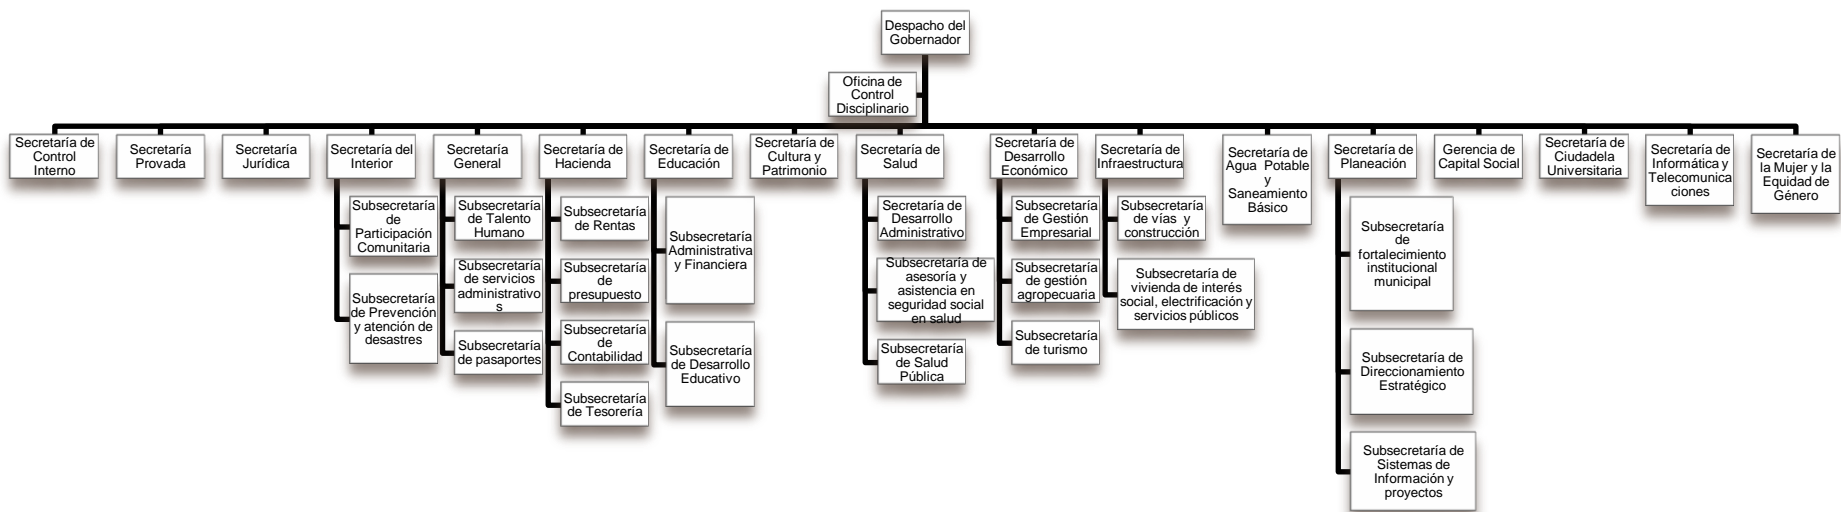 Despacho del
Gobernador
Oficina de
Control
Disciplinario
Secretaría de
Control
Interno
Secretaría
Provada
Secretaría
Jurídica
Secretaría del
Interior
Subsecretaría
de
Participación
Comunitaria
Subsecretaría
de Prevención
y atención de
desastres
Secretaría
General
Subsecretaría
de Talento
Humano
Subsecretaría
de servicios
administrativo
s
Subsecretaría
de pasaportes
Secretaría de
Hacienda
Subsecretaría
de Rentas
Subsecretaría
de
presupuesto
Subsecretaría
de
Contabilidad
Subsecretaría
de Tesorería
Secretaría de
Educación
Subsecretaría
Administrativa
y Financiera
Subsecretaría
de Desarrollo
Educativo
Secretaría de
Cultura y
Patrimonio
Secretaría de
Salud
Secretaría de
Desarrollo
Administrativo
Subsecretaría de
asesoría y
asistencia en
seguridad social
en salud
Subsecretaría
de Salud
Pública
Secretaría de
Desarrollo
Económico
Subsecretaría
de Gestión
Empresarial
Subsecretaría
de gestión
agropecuaria
Subsecretaría
de turismo
Secretaría de
Infraestructura
Subsecretaría
de vías y
construcción
Subsecretaría de
vivienda de interés
social, electrificación y
servicios públicos
Secretaría de
Agua Potable
y
Saneamiento
Básico
Secretaría de
Planeación
Subsecretaría
de
fortalecimiento
institucional
municipal
Subsecretaría de
Direccionamiento
Estratégico
Subsecretaría de
Sistemas de
Información y
proyectos
Gerencia de
Capital Social
Secretaría de
Ciudadela
Universitaria
Secretaría de
Informática y
Telecomunica
ciones
Secretaría de
la Mujer y la
Equidad de
Género